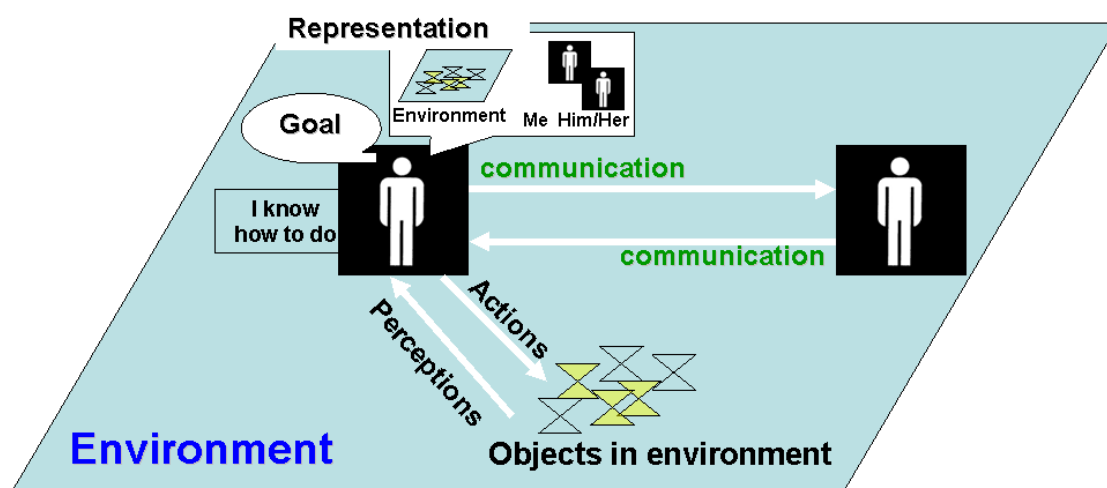 Representation
Environment
Me Him/Her
Goal
communication
I know
how to do
communication
Actions
Perceptions
Environment
Objects in environment